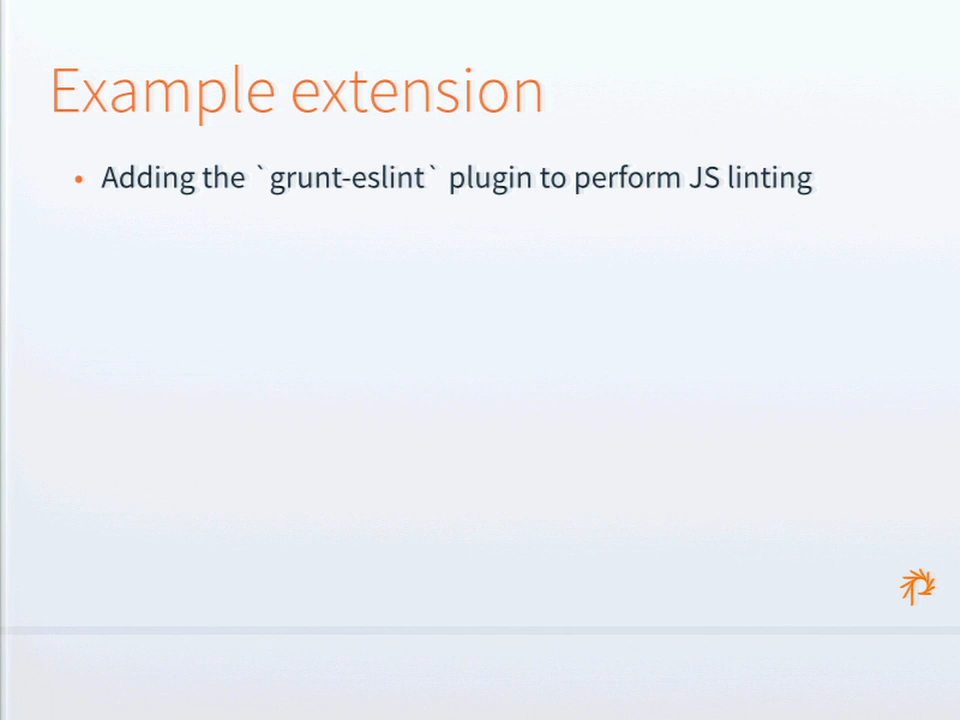 Example extension
• Adding the `grunt-eslint` plugin to perform JS linting